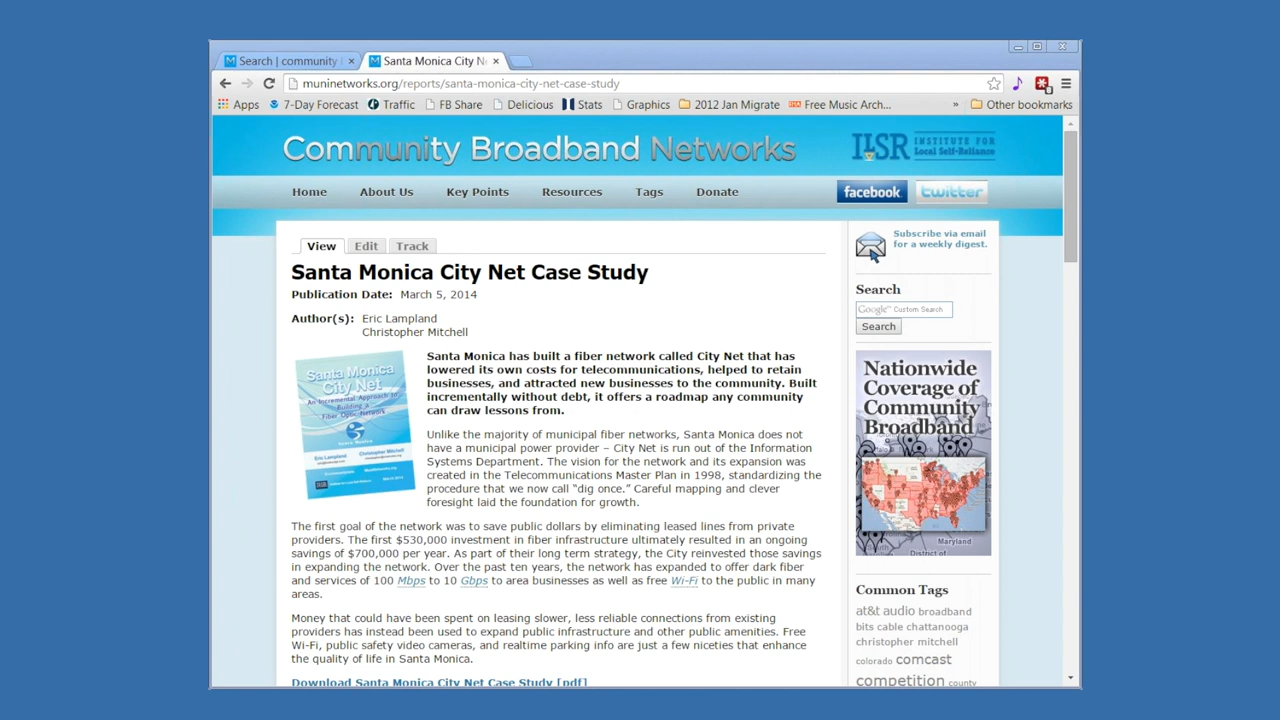 Search | community
Santa Monica City N
muninetworks.org/reports/santa-monica-city-net-case-study
Apps 7-Day Forecast Traffic FB Share Delicious Stats Graphics 2012 Jan Migrate Free Music Arch... » Other bookmarks
Community Broadband Networks
ILSR INSTITUTE FOR
Local Self-Reliance
Home About Us Key Points Resources Tags Donate
facebook twitter
View Edit Track
Santa Monica City Net Case Study
Publication Date: March 5, 2014
Author(s): Eric Lampland
Christopher Mitchell
Santa Monica City Net
An Incremental Approach to
Building a
Fiber Optic Network
Eric Lampland Christopher Mitchell
Santa Monica has built a fiber network called City Net that has
lowered its own costs for telecommunications, helped to retain
businesses, and attracted new businesses to the community. Built
incrementally without debt, it offers a roadmap any community
can draw lessons from.
Unlike the majority of municipal fiber networks, Santa Monica does not
have a municipal power provider – City Net is run out of the Information
Systems Department. The vision for the network and its expansion was
created in the Telecommunications Master Plan in 1998, standardizing the
procedure that we now call “dig once.” Careful mapping and clever
foresight laid the foundation for growth.
The first goal of the network was to save public dollars by eliminating leased lines from private
providers. The first $530,000 investment in fiber infrastructure ultimately resulted in an ongoing
savings of $700,000 per year. As part of their long term strategy, the City reinvested those savings
in expanding the network. Over the past ten years, the network has expanded to offer dark fiber
and services of 100 Mbps to 10 Gbps to area businesses as well as free Wi-Fi to the public in many
areas.
Money that could have been spent on leasing slower, less reliable connections from existing
providers has instead been used to expand public infrastructure and other public amenities. Free
Wi-Fi, public safety video cameras, and realtime parking info are just a few niceties that enhance
the quality of life in Santa Monica.
Download Santa Monica City Net Case Study [pdf]
Subscribe via email
for a weekly digest.
Search
Google™ Custom Search
Search
Nationwide
Coverage of
Community
Broadband
Maryland
District of
Common Tags
at&t audio broadband
bits cable chattanooga
christopher mitchell
colorado comcast
competition county